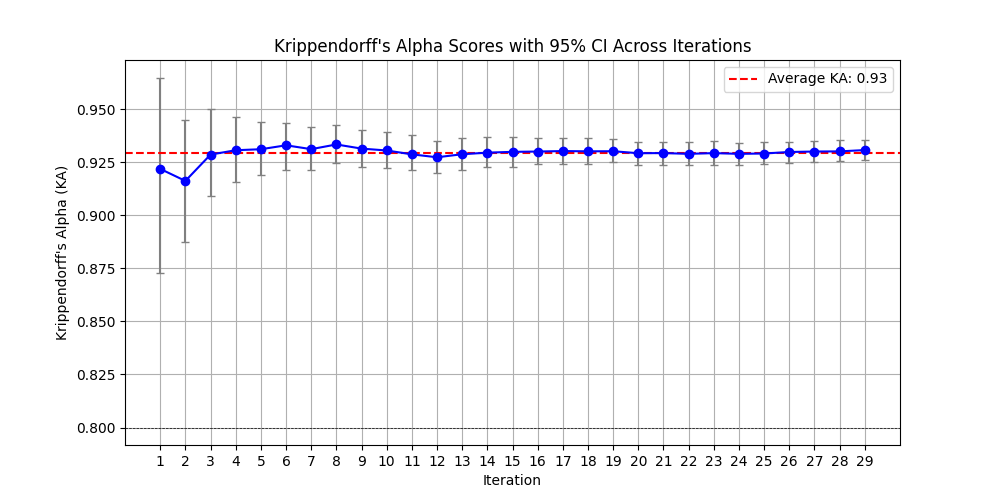 Krippendorff's Alpha Scores with 95% CI Across Iterations
Average KA: 0.93
Krippendorff's Alpha (KA)
0.950
0.925
0.900
0.875
0.850
0.825
0.800
1 2 3 4 5 6 7 8 9 10 11 12 13 14 15 16 17 18 19 20 21 22 23 24 25 26 27 28 29
Iteration